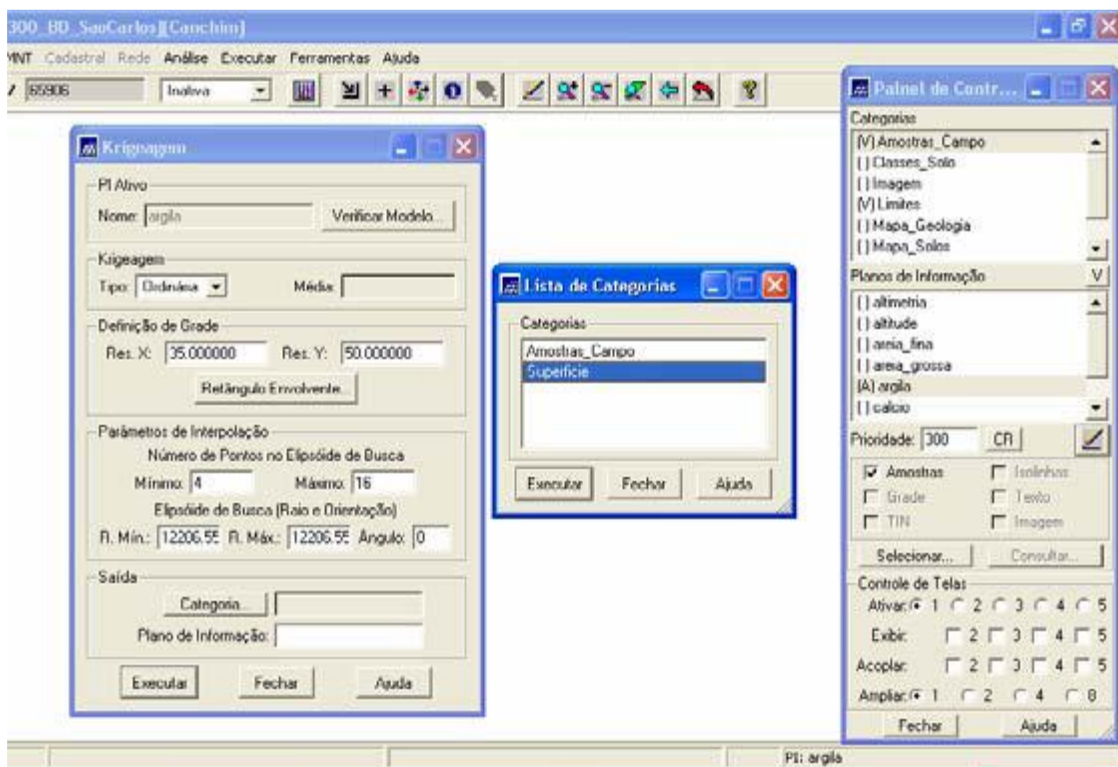 300_BD_SaoCarlos][Canchim]
MNT Cadastral Rede Análise Executar Ferramentas Ajuda
/ 65906 Inativa
Krigeagem
PI Ativo
Nome: argila Verificar Modelo...
Krigeagem
Tipo: Ordinária Média:
Definição de Grade
Res. X: 35.000000 Res. Y: 50.000000
Retângulo Envolvente...
Parâmetros de Interpolação
Número de Pontos no Elipsóide de Busca
Mínimo: 4 Máximo: 16
Elipsóide de Busca (Raio e Orientação)
R. Mín.: 12206.55 R. Máx.: 12206.55 Ângulo: 0
Saída
Categoria...
Plano de Informação:
Executar Fechar Ajuda
Lista de Categorias
Categorias
Amostras_Campo
Superficie
Executar Fechar Ajuda
Painel de Contr...
Categorias
(V) Amostras_Campo
( ) Classes_Solo
( ) Imagem
(V) Limites
( ) Mapa_Geologia
( ) Mapa_Solos
Planos de Informação V
( ) altimetria
( ) altitude
( ) areia_fina
( ) areia_grossa
(A) argila
( ) calcio
Prioridade: 300 CR
Amostras Isolinhas
Grade Texto
TIN Imagem
Selecionar... Consultar...
Controle de Telas
Ativar: 1 2 3 4 5
Exibir: 2 3 4 5
Acoplar: 2 3 4 5
Ampliar: 1 2 4 8
Fechar Ajuda
PI: argila